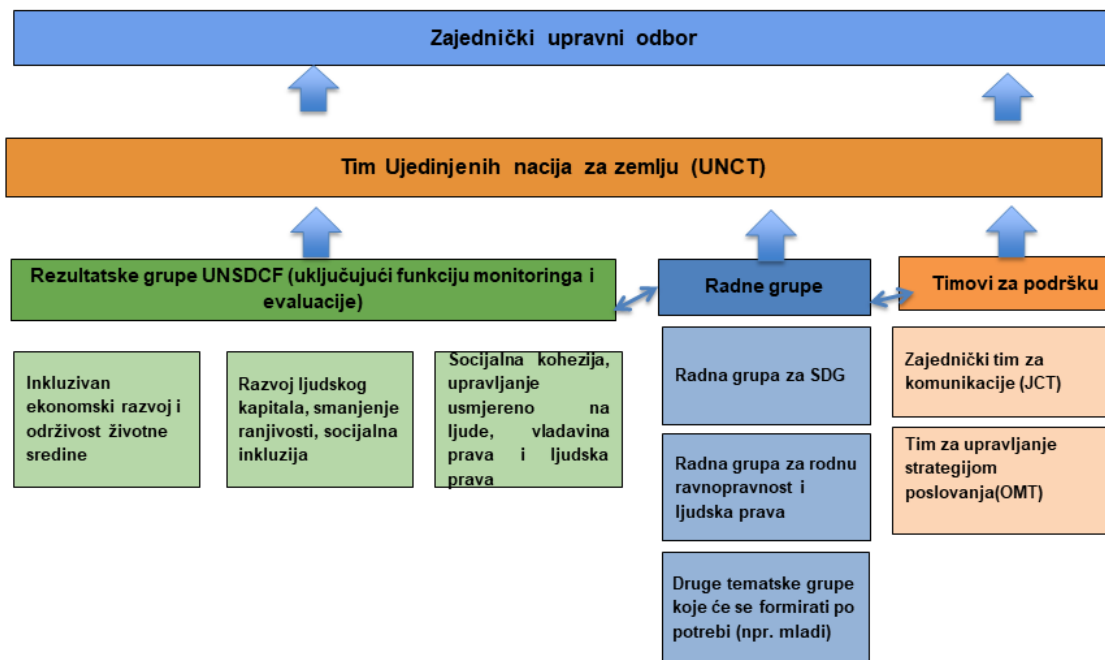 Zajednički upravni odbor
Tim Ujedinjenih nacija za zemlju (UNCT)
Rezultatske grupe UNSDCF (uključujući funkciju monitoringa i
evaluacije)
Radne grupe
Timovi za podršku
Inkluzivan
ekonomski razvoj i
održivost životne
sredine
Razvoj ljudskog
kapitala, smanjenje
ranjivosti, socijalna
inkluzija
Socijalna kohezija,
upravljanje
usmjereno na
ljude, vladavina
prava i ljudska
prava
Radna grupa za SDG
Radna grupa za rodnu
ravnopravnost i
ljudska prava
Druge tematske grupe
koje će se formirati po
potrebi (npr. mladi)
Zajednički tim za
komunikacije (JCT)
Tim za upravljanje
strategijom
poslovanja(OMT)